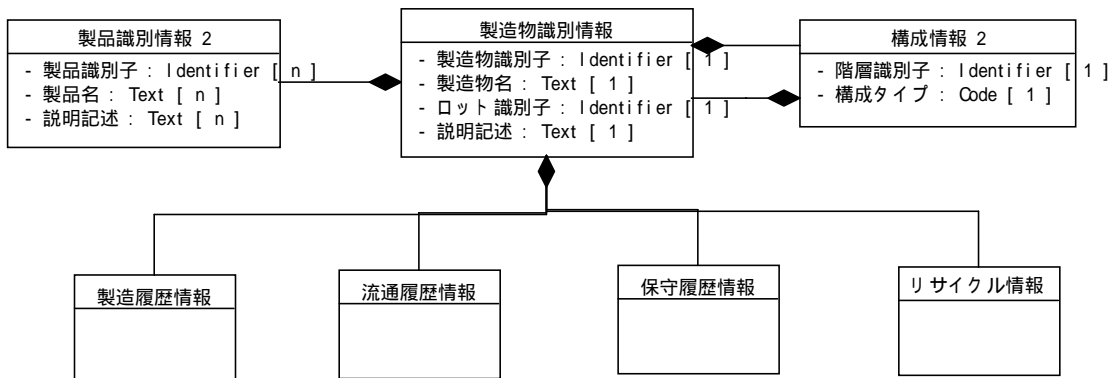 製品識別情報 2
- 製品識別子 : Identifier [ n ]
- 製品名 : Text [ n ]
- 説明記述 : Text [ n ]
製造物識別情報
- 製造物識別子 : Identifier [ 1 ]
- 製造物名 : Text [ 1 ]
- ロット識別子 : Identifier [ 1 ]
- 説明記述 : Text [ 1 ]
構成情報 2
- 階層識別子 : Identifier [ 1 ]
- 構成タイプ : Code [ 1 ]
製造履歴情報
流通履歴情報
保守履歴情報
リサイクル情報